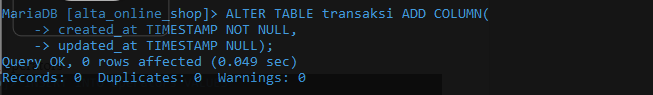 MariaDB [alta_online_shop]> ALTER TABLE transaksi ADD COLUMN(
    -> created_at TIMESTAMP NOT NULL,
    -> updated_at TIMESTAMP NULL);
Query OK, 0 rows affected (0.049 sec)
Records: 0  Duplicates: 0  Warnings: 0